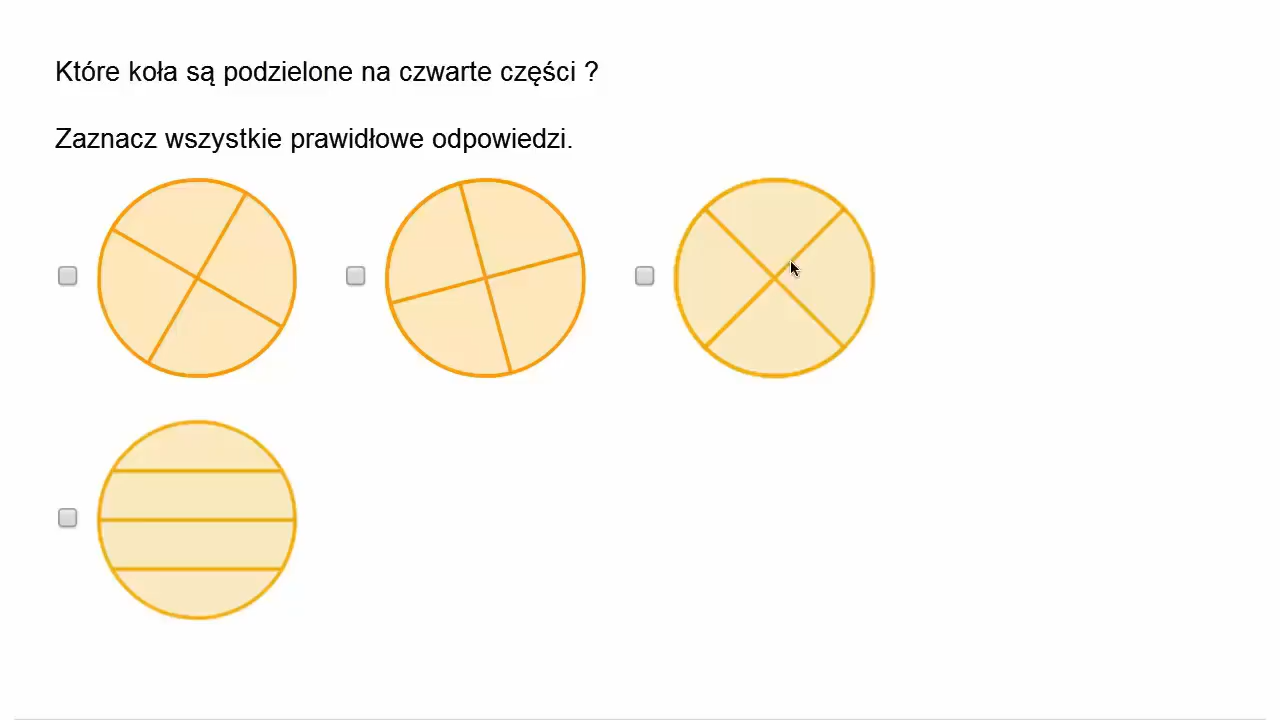 Które koła są podzielone na czwarte części ?
Zaznacz wszystkie prawidłowe odpowiedzi.